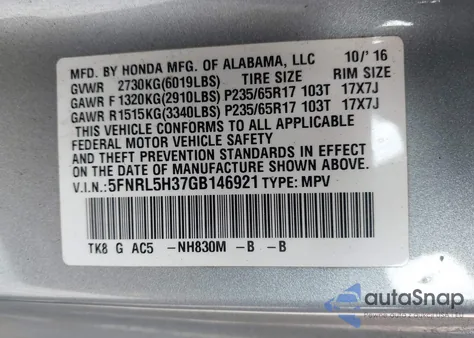 MFD. BY HONDA MFG. OF ALABAMA, LLC 10/'16
GVWR 2730KG(6019LBS) TIRE SIZE RIM SIZE
GAWR F 1320KG(2910LBS) P235/65R17 103T 17X7J
GAWR R1515KG(3340LBS) P235/65R17 103T 17X7J
THIS VEHICLE CONFORMS TO ALL APPLICABLE
FEDERAL MOTOR VEHICLE SAFETY
AND THEFT PREVENTION STANDARDS IN EFFECT
ON THE DATE OF MANUFACTURE SHOWN ABOVE.
V.I.N.:5FNRL5H37GB146921 TYPE: MPV
TK8 G AC5 -NH830M -B -B
autoSnap